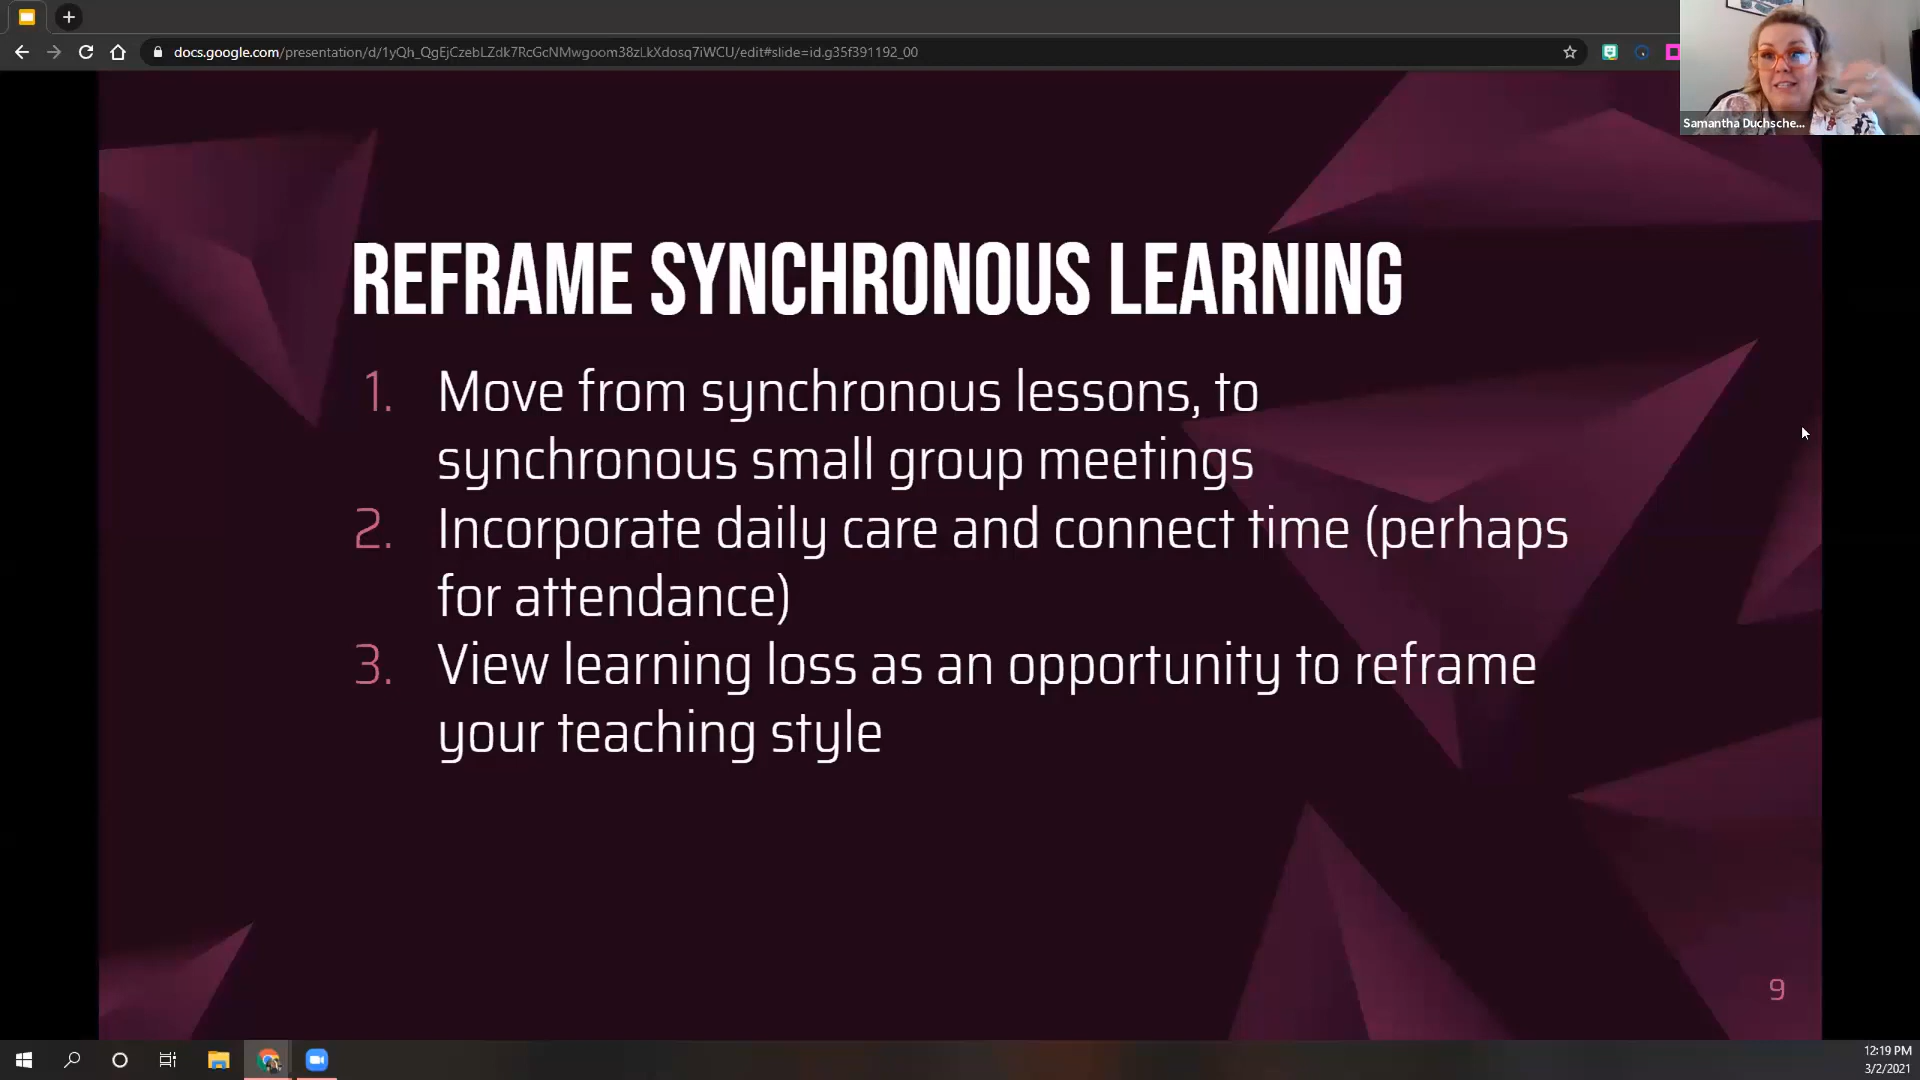 docs.google.com/presentation/d/1yQh_QgEjCzebLZdk7RcGcNMwgoom38zLkXdosq7iWCU/edit#slide=id.g35f391192_00
Samantha Duchsche...
REFRAME SYNCHRONOUS LEARNING
1. Move from synchronous lessons, to
synchronous small group meetings
2. Incorporate daily care and connect time (perhaps
for attendance)
3. View learning loss as an opportunity to reframe
your teaching style
9
12:19 PM
3/2/2021